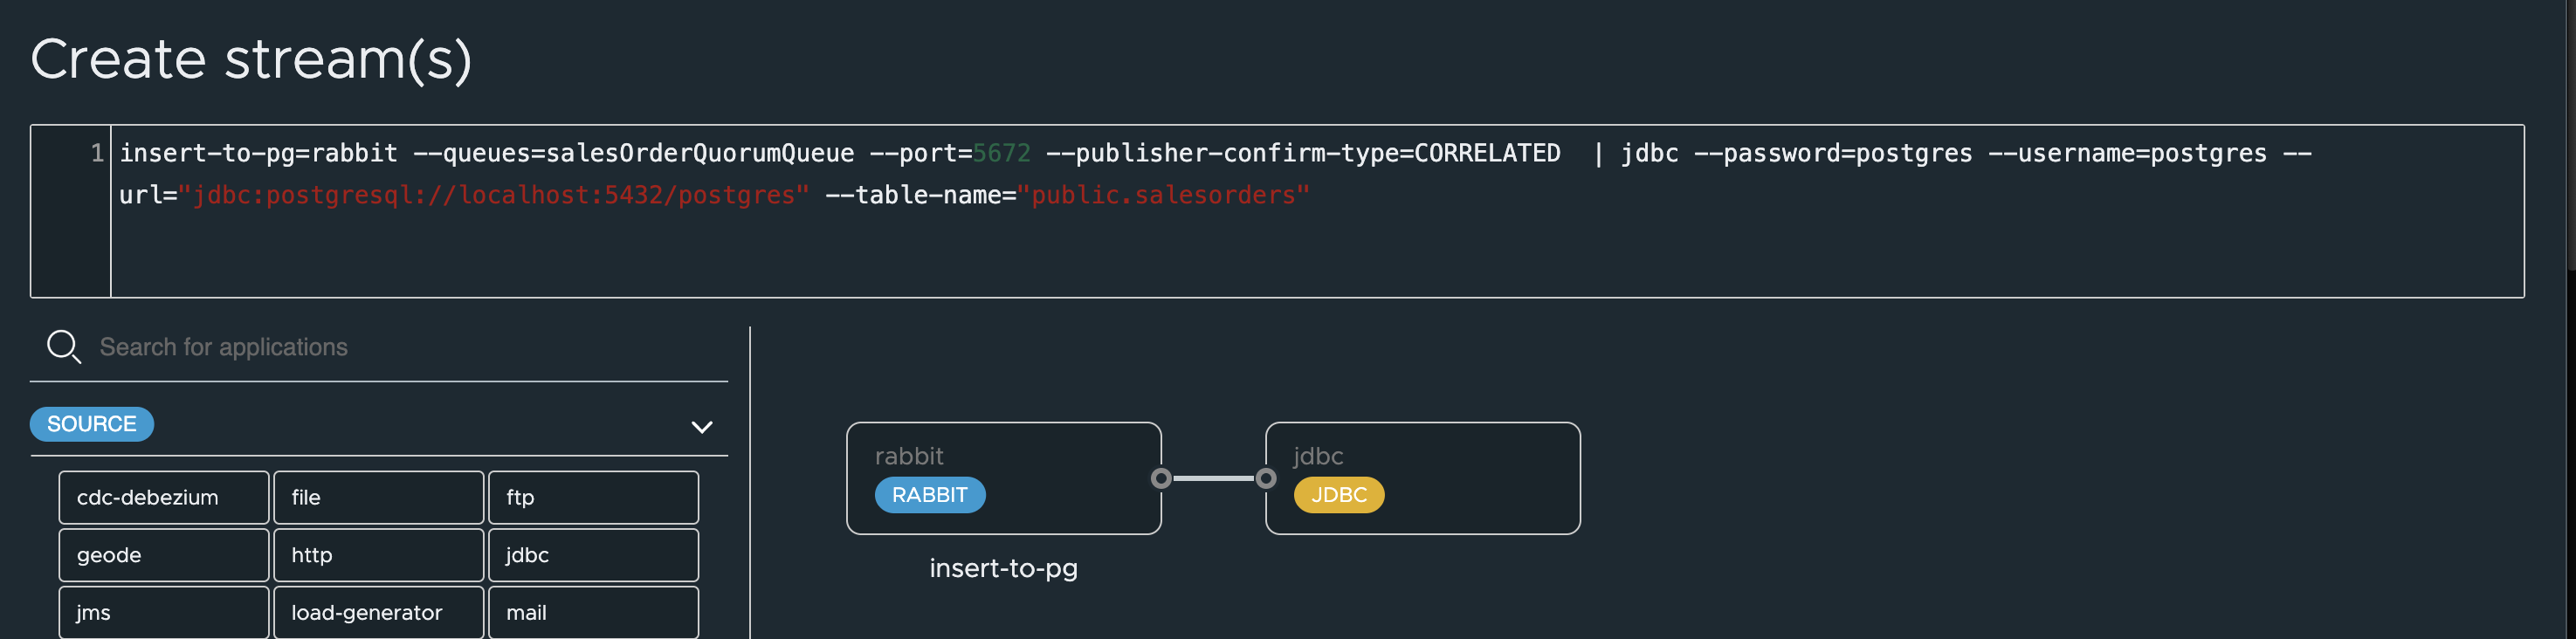 Create stream(s)
1 insert-to-pg=rabbit --queues=salesOrderQuorumQueue --port=5672 --publisher-confirm-type=CORRELATED  | jdbc --password=postgres --username=postgres --
url="jdbc:postgresql://localhost:5432/postgres" --table-name="public.salesorders"
Search for applications
SOURCE
cdc-debezium file ftp
geode http jdbc
jms load-generator mail
rabbit jdbc
RABBIT JDBC
insert-to-pg